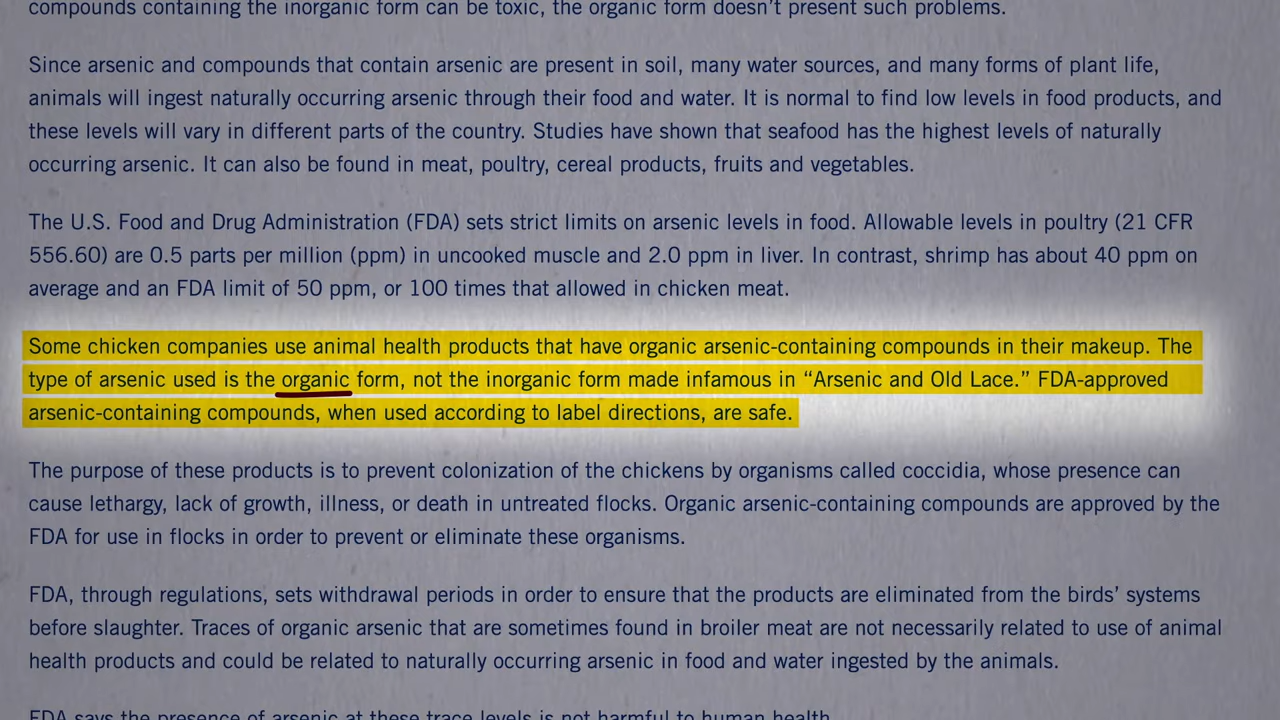 compounds containing the inorganic form can be toxic, the organic form doesn't present such problems.
Since arsenic and compounds that contain arsenic are present in soil, many water sources, and many forms of plant life,
animals will ingest naturally occurring arsenic through their food and water. It is normal to find low levels in food products, and
these levels will vary in different parts of the country. Studies have shown that seafood has the highest levels of naturally
occurring arsenic. It can also be found in meat, poultry, cereal products, fruits and vegetables.
The U.S. Food and Drug Administration (FDA) sets strict limits on arsenic levels in food. Allowable levels in poultry (21 CFR
556.60) are 0.5 parts per million (ppm) in uncooked muscle and 2.0 ppm in liver. In contrast, shrimp has about 40 ppm on
average and an FDA limit of 50 ppm, or 100 times that allowed in chicken meat.
Some chicken companies use animal health products that have organic arsenic-containing compounds in their makeup. The
type of arsenic used is the organic form, not the inorganic form made infamous in “Arsenic and Old Lace.” FDA-approved
arsenic-containing compounds, when used according to label directions, are safe.
The purpose of these products is to prevent colonization of the chickens by organisms called coccidia, whose presence can
cause lethargy, lack of growth, illness, or death in untreated flocks. Organic arsenic-containing compounds are approved by the
FDA for use in flocks in order to prevent or eliminate these organisms.
FDA, through regulations, sets withdrawal periods in order to ensure that the products are eliminated from the birds’ systems
before slaughter. Traces of organic arsenic that are sometimes found in broiler meat are not necessarily related to use of animal
health products and could be related to naturally occurring arsenic in food and water ingested by the animals.
FDA says the presence of arsenic at these trace levels is not harmful to human health.